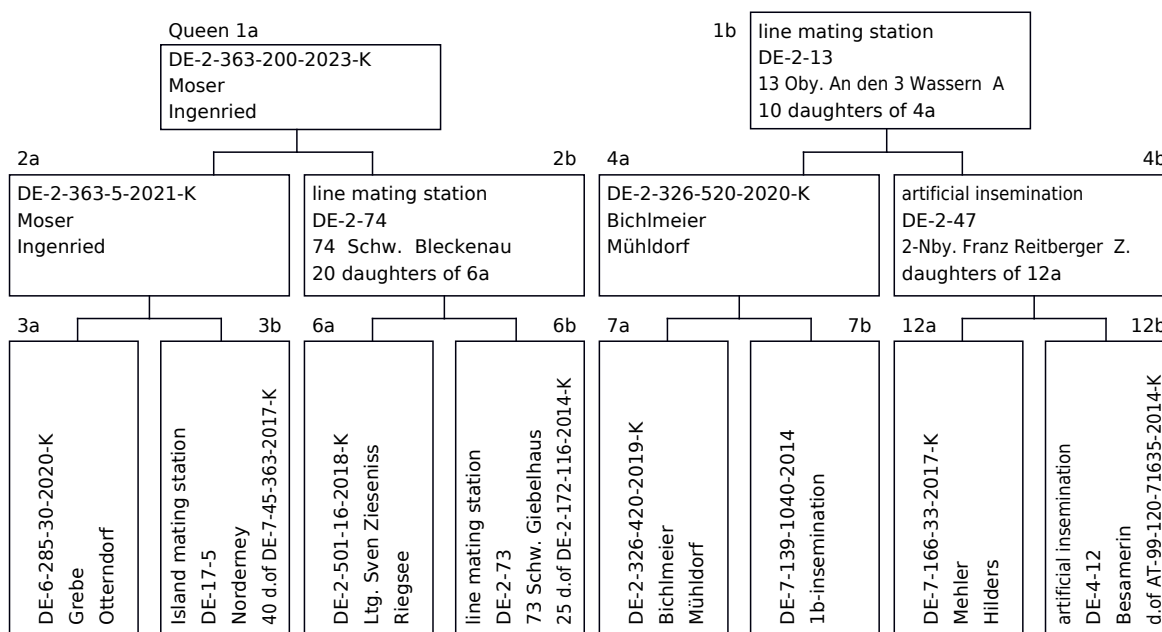 Queen 1a
DE-2-363-200-2023-K
Moser
Ingenried
1b
line mating station
DE-2-13
13 Oby. An den 3 Wassern A
10 daughters of 4a
2a
DE-2-363-5-2021-K
Moser
Ingenried
2b
line mating station
DE-2-74
74 Schw. Bleckenau
20 daughters of 6a
4a
DE-2-326-520-2020-K
Bichlmeier
Mühldorf
4b
artificial insemination
DE-2-47
2-Nby. Franz Reitberger Z.
daughters of 12a
3a
DE-6-285-30-2020-K
Grebe
Otterndorf
3b
Island mating station
DE-17-5
Norderney
40 d.of DE-7-45-363-2017-K
6a
DE-2-501-16-2018-K
Ltg. Sven Zieseniss
Riegsee
6b
line mating station
DE-2-73
73 Schw. Giebelhaus
25 d.of DE-2-172-116-2014-K
7a
DE-2-326-420-2019-K
Bichlmeier
Mühldorf
7b
DE-7-139-1040-2014
1b-insemination
12a
DE-7-166-33-2017-K
Mehler
Hilders
12b
artificial insemination
DE-4-12
Besamerin
d.of AT-99-120-71635-2014-K